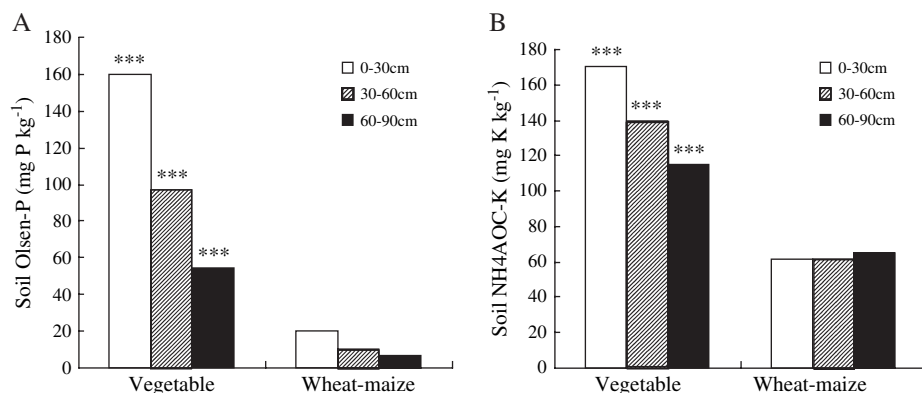 A
Soil Olsen-P (mg P kg-1)
180
160
140
120
100
80
60
40
20
0
***
***
***
0-30cm
30-60cm
60-90cm
Vegetable
Wheat-maize
B
Soil NH4AOC-K (mg K kg-1)
180
160
140
120
100
80
60
40
20
0
***
***
***
0-30cm
30-60cm
60-90cm
Vegetable
Wheat-maize